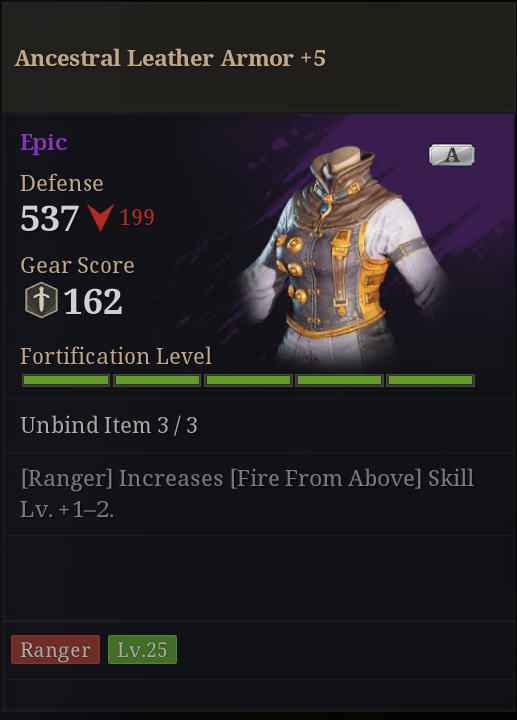 Ancestral Leather Armor +5
Epic
A
Defense
537 199
Gear Score
162
Fortification Level
Unbind Item 3 / 3
[Ranger] Increases [Fire From Above] Skill
Lv. +1–2.
Ranger Lv.25